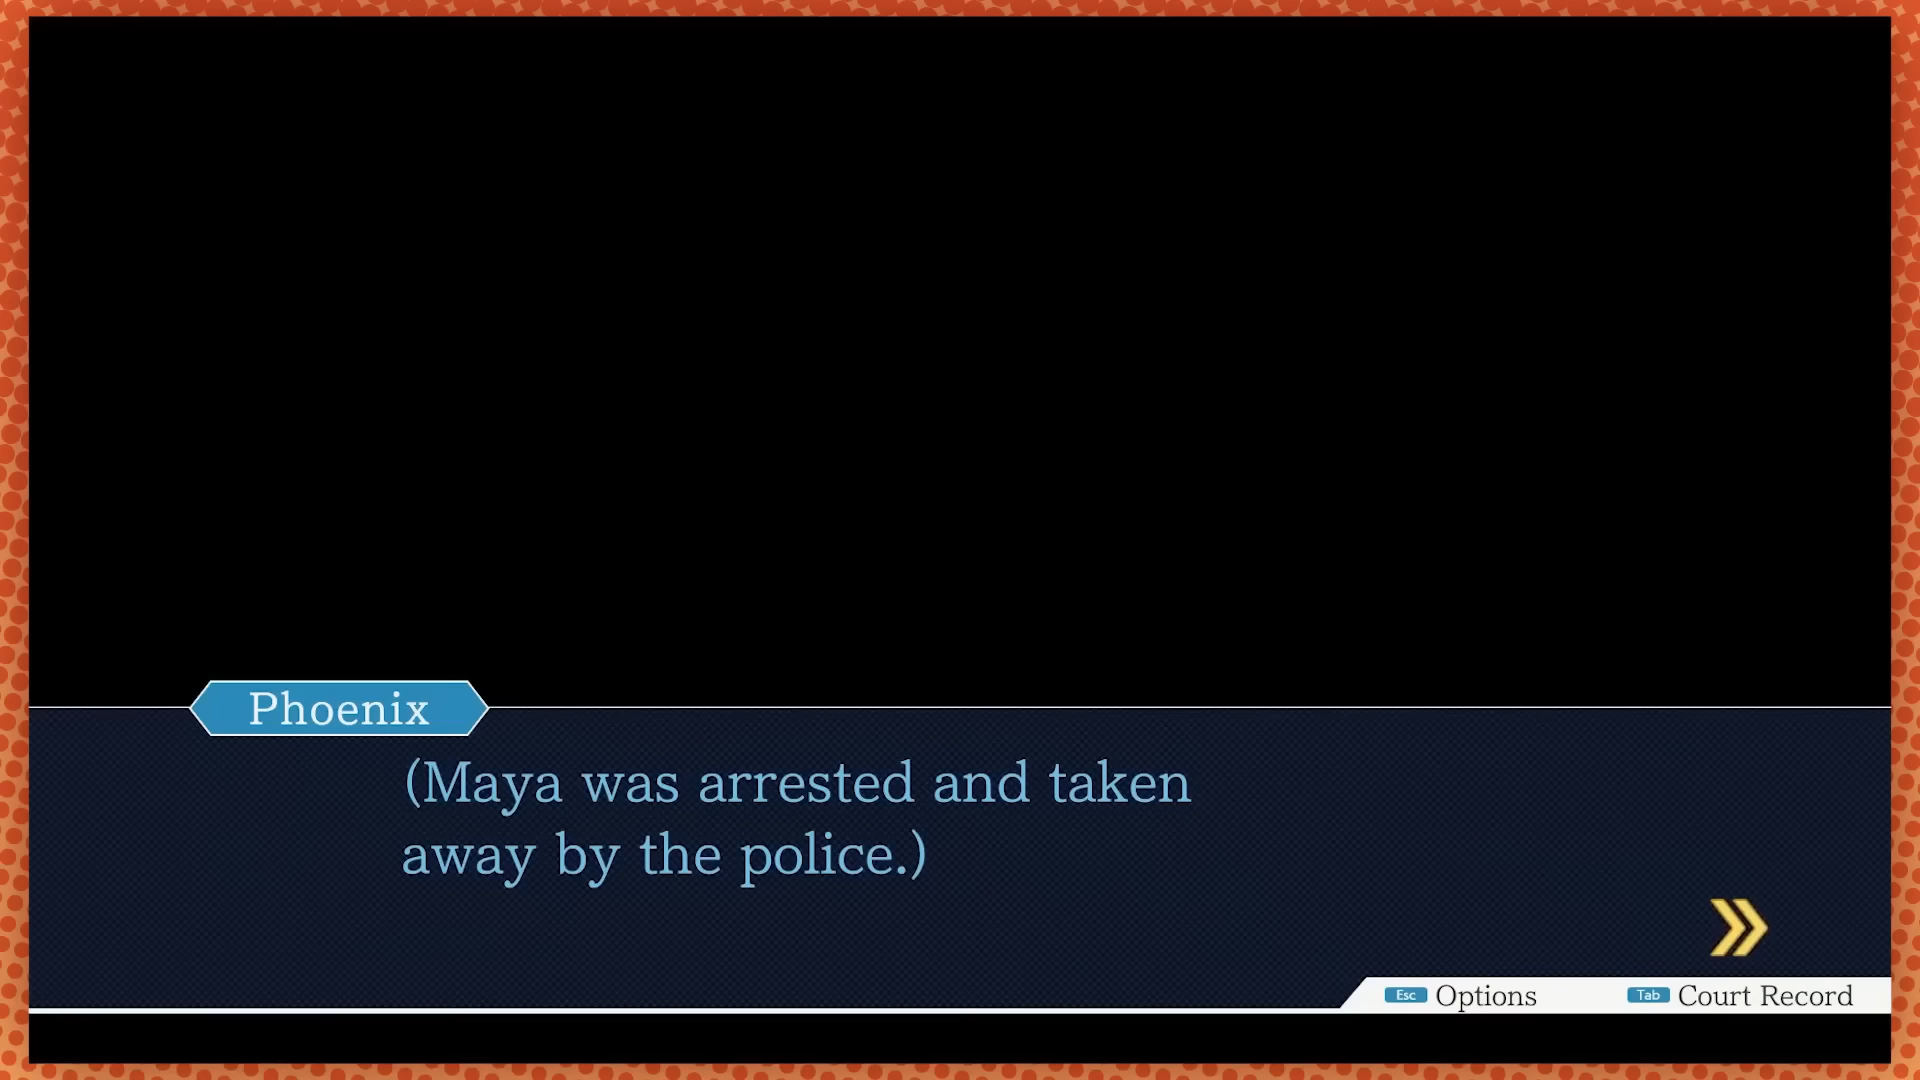 Phoenix
(Maya was arrested and taken
away by the police.)
Esc Options Tab Court Record